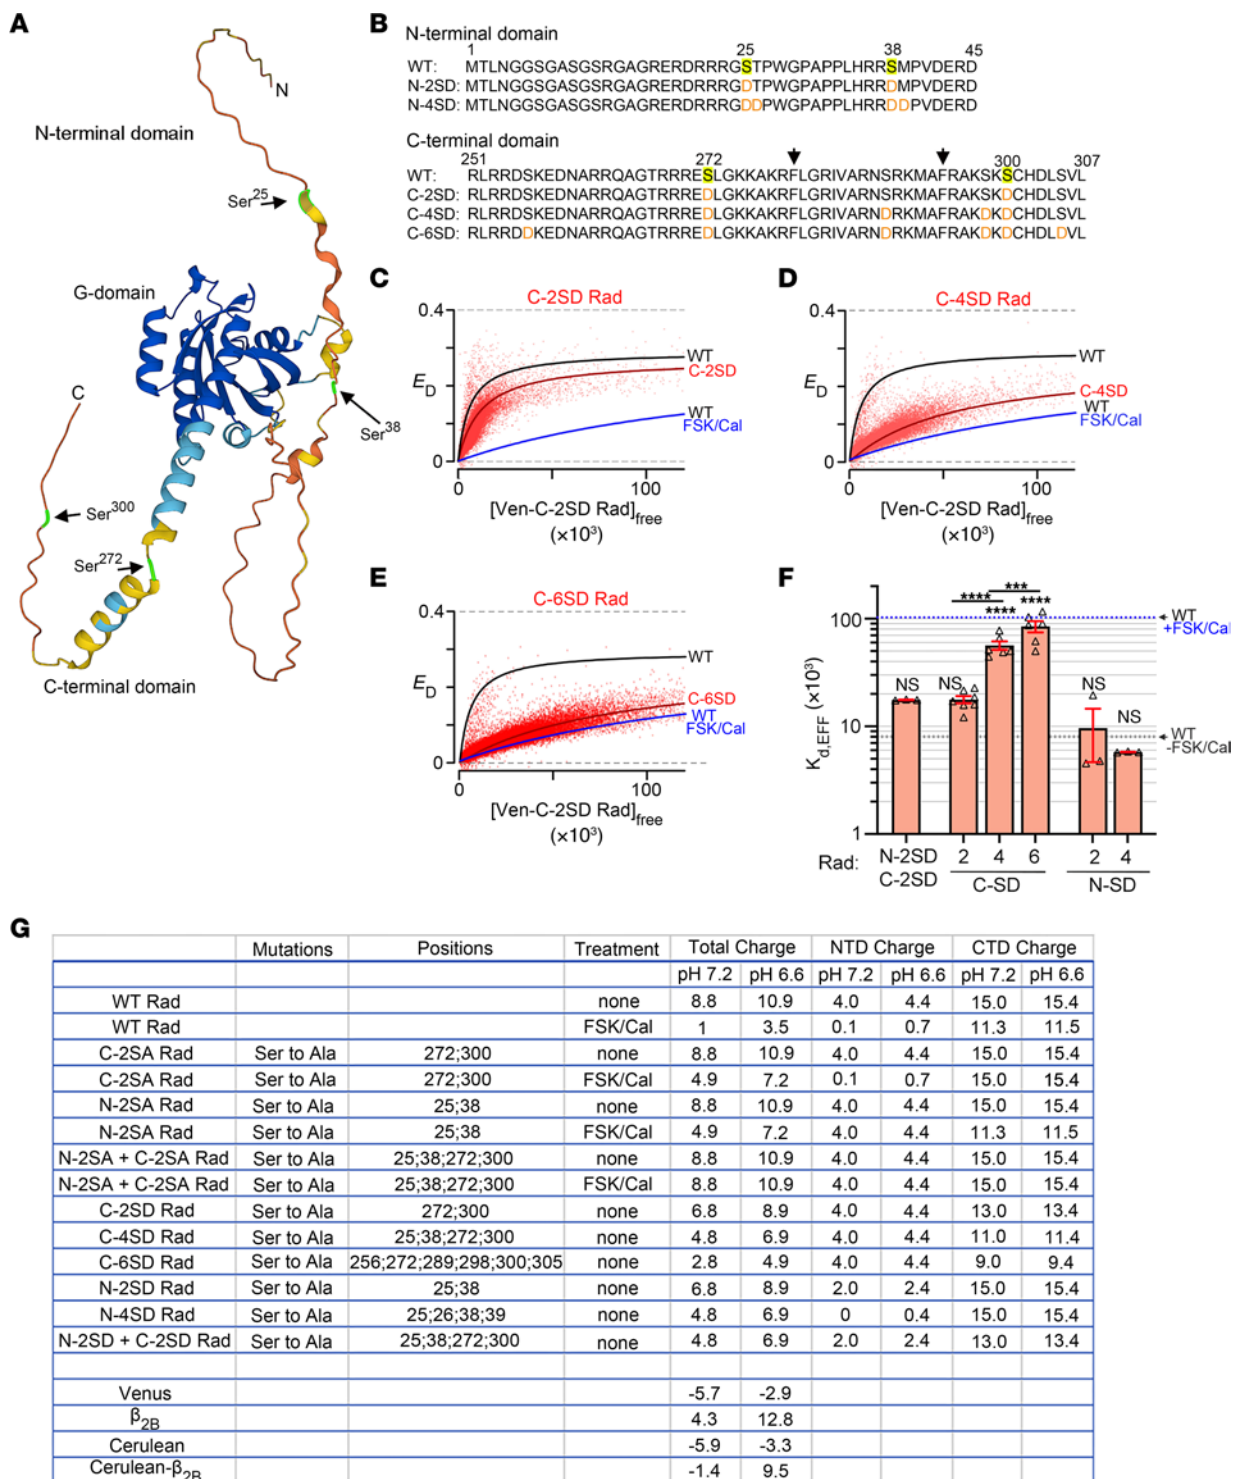 A
N
N-terminal domain
Ser25
G-domain
C
Ser38
Ser300
Ser272
C-terminal domain
B
N-terminal domain
1 25 38 45
WT: MTLNGGSGASGSRGAGRERDRRRGSTPWGPAPPLHRRSMPVDERD
N-2SD: MTLNGGSGASGSRGAGRERDRRRGDTPWGPAPPLHRRDMPVDERD
N-4SD: MTLNGGSGASGSRGAGRERDRRRGDDPWGPAPPLHRRDDPVDERD
C-terminal domain
251 272 300 307
WT: RLRRDSKEDNARRQAGTRRRESLGKKAKRFLGRIVARNSRKMAFRAKSKSCHDLSVL
C-2SD: RLRRDSKEDNARRQAGTRRREDLGKKAKRFLGRIVARNSRKMAFRAKSKDCHDLSVL
C-4SD: RLRRDSKEDNARRQAGTRRREDLGKKAKRFLGRIVARNDRKMAFRAKDKDCHDLSVL
C-6SD: RLRRDDKEDNARRQAGTRRREDLGKKAKRFLGRIVARNDRKMAFRAKDKDCHDLDVL
C
C-2SD Rad
0.4
WT
C-2SD
ED
WT
FSK/Cal
0
0 100
[Ven-C-2SD Rad]free
(×10³)
D
C-4SD Rad
0.4
WT
ED
C-4SD
WT
FSK/Cal
0
0 100
[Ven-C-2SD Rad]free
(×10³)
E
C-6SD Rad
0.4
WT
ED
C-6SD
WT
FSK/Cal
0
0 100
[Ven-C-2SD Rad]free
(×10³)
F
Kd,EFF (×10³)
100
10
1
*** 
**** ****
****
WT
+FSK/Cal
NS NS NS NS
WT
-FSK/Cal
Rad: N-2SD 2 4 6 2 4
C-2SD C-SD N-SD
G
Mutations Positions Treatment Total Charge NTD Charge CTD Charge
pH 7.2 pH 6.6 pH 7.2 pH 6.6 pH 7.2 pH 6.6
WT Rad none 8.8 10.9 4.0 4.4 15.0 15.4
WT Rad FSK/Cal 1 3.5 0.1 0.7 11.3 11.5
C-2SA Rad Ser to Ala 272;300 none 8.8 10.9 4.0 4.4 15.0 15.4
C-2SA Rad Ser to Ala 272;300 FSK/Cal 4.9 7.2 0.1 0.7 15.0 15.4
N-2SA Rad Ser to Ala 25;38 none 8.8 10.9 4.0 4.4 15.0 15.4
N-2SA Rad Ser to Ala 25;38 FSK/Cal 4.9 7.2 4.0 4.4 11.3 11.5
N-2SA + C-2SA Rad Ser to Ala 25;38;272;300 none 8.8 10.9 4.0 4.4 15.0 15.4
N-2SA + C-2SA Rad Ser to Ala 25;38;272;300 FSK/Cal 8.8 10.9 4.0 4.4 15.0 15.4
C-2SD Rad Ser to Ala 272;300 none 6.8 8.9 4.0 4.4 13.0 13.4
C-4SD Rad Ser to Ala 25;38;272;300 none 4.8 6.9 4.0 4.4 11.0 11.4
C-6SD Rad Ser to Ala 256;272;289;298;300;305 none 2.8 4.9 4.0 4.4 9.0 9.4
N-2SD Rad Ser to Ala 25;38 none 6.8 8.9 2.0 2.4 15.0 15.4
N-4SD Rad Ser to Ala 25;26;38;39 none 4.8 6.9 0 0.4 15.0 15.4
N-2SD + C-2SD Rad Ser to Ala 25;38;272;300 none 4.8 6.9 2.0 2.4 13.0 13.4
Venus -5.7 -2.9
β2B 4.3 12.8
Cerulean -5.9 -3.3
Cerulean-β2B -1.4 9.5